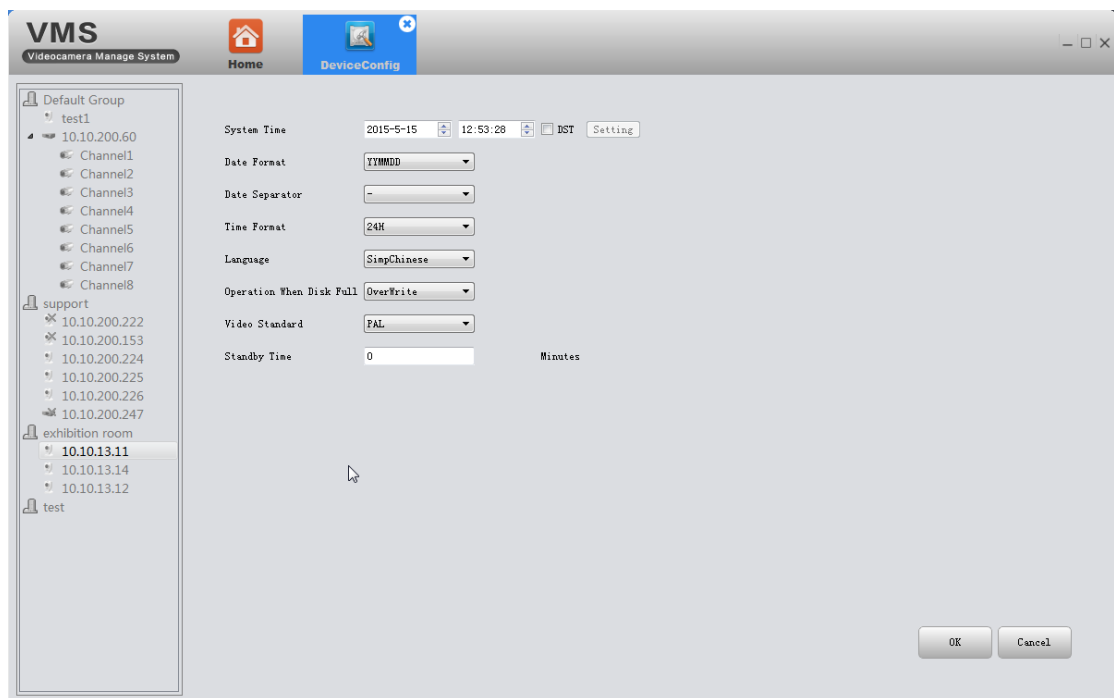 VMS
Videocamera Manage System
Home
DeviceConfig
Default Group
test1
10.10.200.60
Channel1
Channel2
Channel3
Channel4
Channel5
Channel6
Channel7
Channel8
support
10.10.200.222
10.10.200.153
10.10.200.224
10.10.200.225
10.10.200.226
10.10.200.247
exhibition room
10.10.13.11
10.10.13.14
10.10.13.12
test
System Time 2015-5-15 12:53:28 DST Setting
Date Format YYMMDD
Date Separator -
Time Format 24H
Language SimpChinese
Operation When Disk Full OverWrite
Video Standard PAL
Standby Time 0 Minutes
OK Cancel